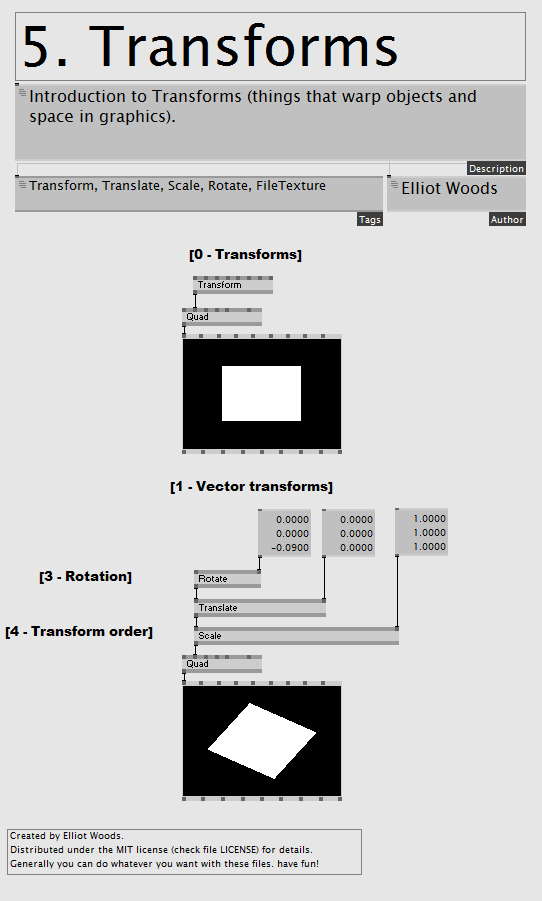 5. Transforms
Introduction to Transforms (things that warp objects and
space in graphics).
Description
Transform, Translate, Scale, Rotate, FileTexture
Tags
Elliot Woods
Author
[0 - Transforms]
Transform
Quad
[1 - Vector transforms]
0.0000
0.0000
-0.0900
0.0000
0.0000
0.0000
1.0000
1.0000
1.0000
[3 - Rotation]
Rotate
Translate
[4 - Transform order]
Scale
Quad
Created by Elliot Woods.
Distributed under the MIT license (check file LICENSE) for details.
Generally you can do whatever you want with these files. have fun!